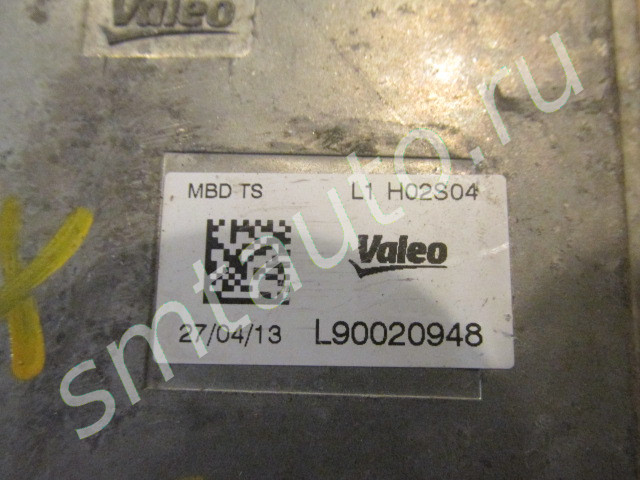 Valeo
MBD TS L1 H02S04
Valeo
27/04/13 L90020948
smtauto.ru